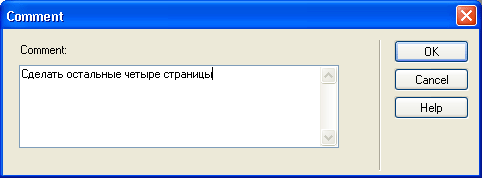 Comment
Comment:
Сделать остальные четыре страницы
OK
Cancel
Help